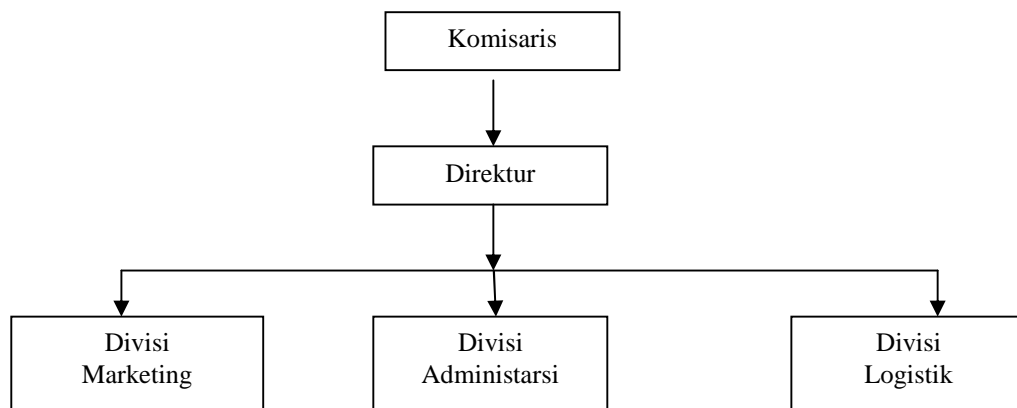 Komisaris
Direktur
Divisi
Marketing
Divisi
Administarsi
Divisi
Logistik